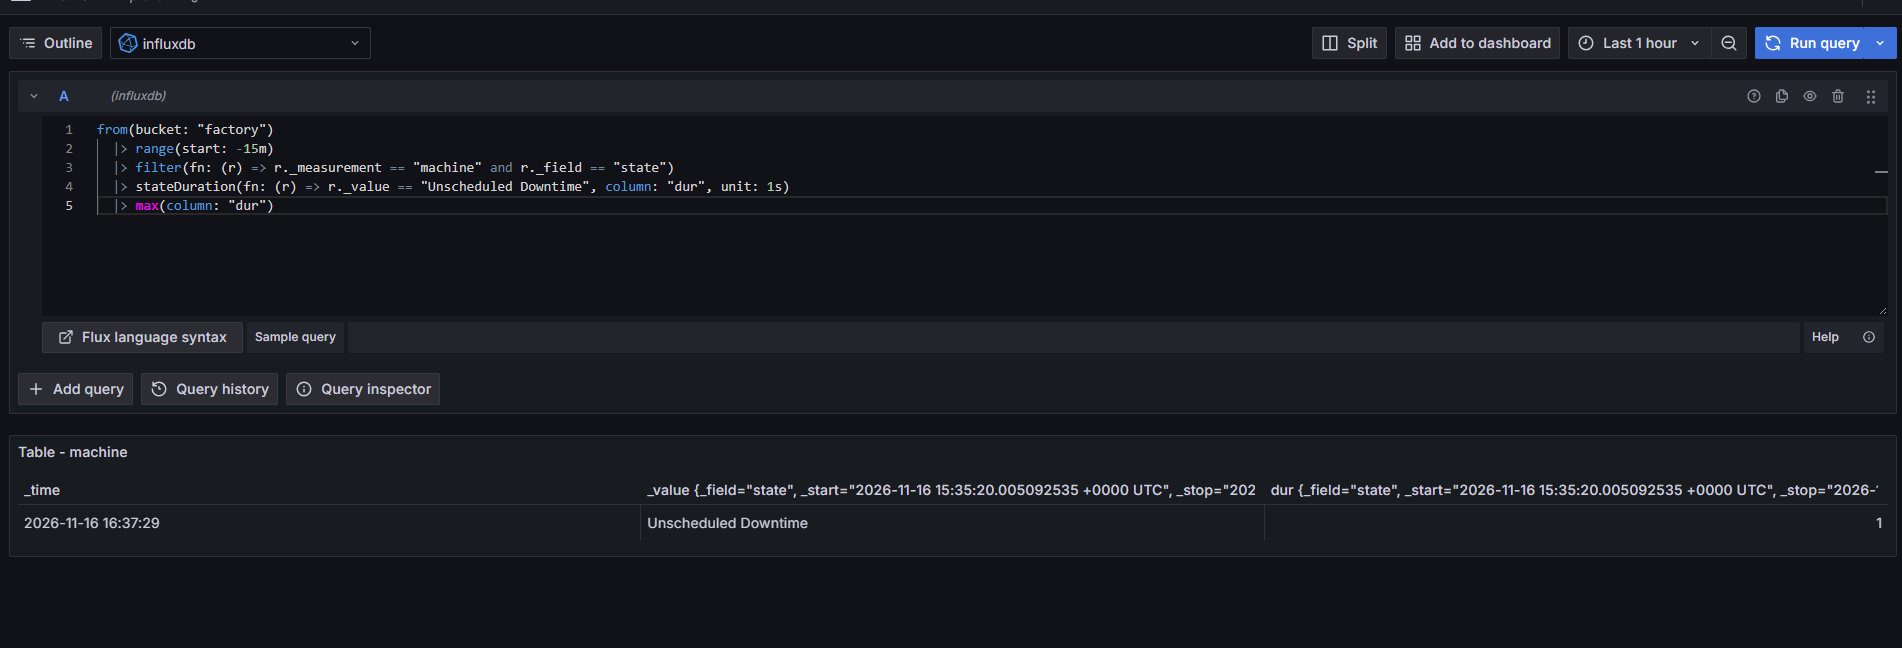 Outline
influxdb
Split
Add to dashboard
Last 1 hour
Run query
A
(influxdb)
1 from(bucket: "factory")
2 |> range(start: -15m)
3 |> filter(fn: (r) => r._measurement == "machine" and r._field == "state")
4 |> stateDuration(fn: (r) => r._value == "Unscheduled Downtime", column: "dur", unit: 1s)
5 |> max(column: "dur")
Flux language syntax
Sample query
Help
Add query
Query history
Query inspector
Table - machine
_time
_value {_field="state", _start="2026-11-16 15:35:20.005092535 +0000 UTC", _stop="202
dur {_field="state", _start="2026-11-16 15:35:20.005092535 +0000 UTC", _stop="2026-
2026-11-16 16:37:29
Unscheduled Downtime
1